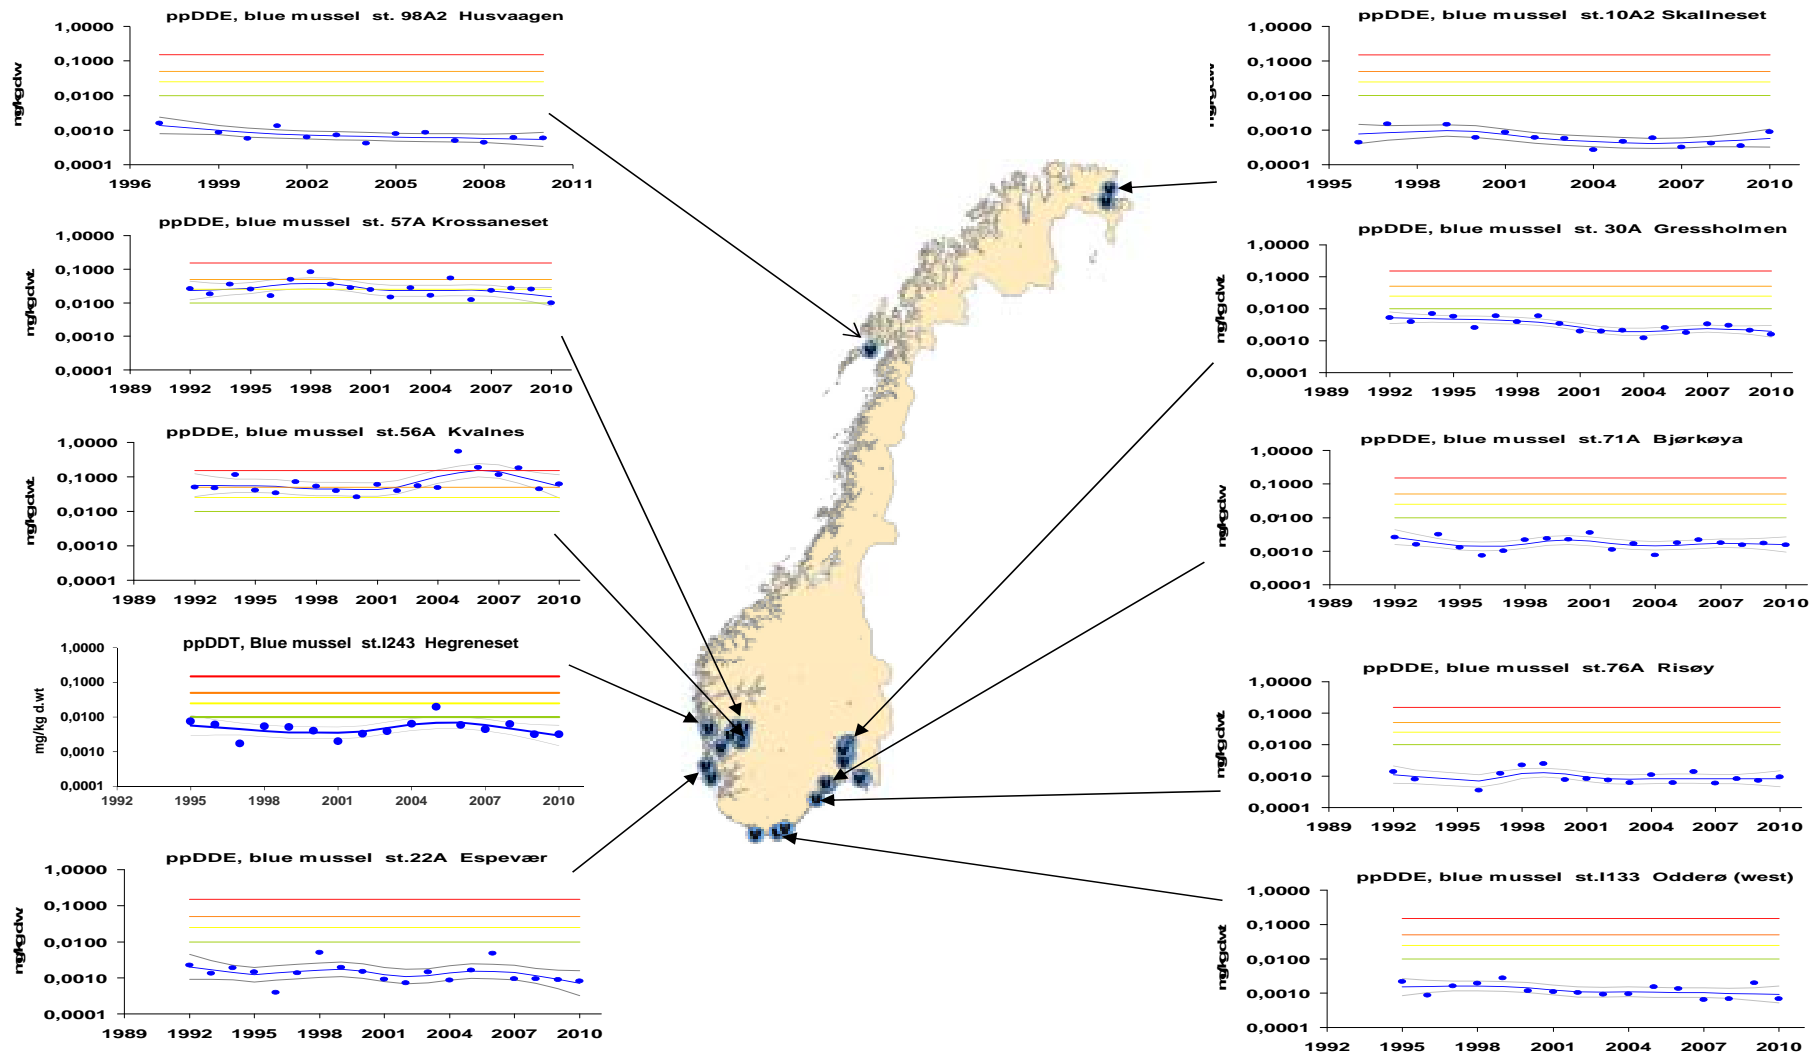 ppDDE, blue mussel st. 98A2 Husvaagen
1,0000
0,1000
0,0100
0,0010
0,0001
1996 1999 2002 2005 2008 2011
ppDDE, blue mussel st. 57A Krossaneset
1,0000
0,1000
0,0100
0,0010
0,0001
1989 1992 1995 1998 2001 2004 2007 2010
ppDDE, blue mussel st.56A Kvalnes
1,0000
0,1000
0,0100
0,0010
0,0001
1989 1992 1995 1998 2001 2004 2007 2010
ppDDT, Blue mussel st.I243 Hegreneset
mg/kg d.wt
1,0000
0,1000
0,0100
0,0010
0,0001
1992 1995 1998 2001 2004 2007 2010
ppDDE, blue mussel st.22A Espevær
1,0000
0,1000
0,0100
0,0010
0,0001
1989 1992 1995 1998 2001 2004 2007 2010
ppDDE, blue mussel st.10A2 Skallneset
1,0000
0,1000
0,0100
0,0010
0,0001
1995 1998 2001 2004 2007 2010
ppDDE, blue mussel st. 30A Gressholmen
1,0000
0,1000
0,0100
0,0010
0,0001
1989 1992 1995 1998 2001 2004 2007 2010
ppDDE, blue mussel st.71A Bjørkøya
1,0000
0,1000
0,0100
0,0010
0,0001
1989 1992 1995 1998 2001 2004 2007 2010
ppDDE, blue mussel st.76A Risøy
1,0000
0,1000
0,0100
0,0010
0,0001
1989 1992 1995 1998 2001 2004 2007 2010
ppDDE, blue mussel st.I133 Odderø (west)
1,0000
0,1000
0,0100
0,0010
0,0001
1992 1995 1998 2001 2004 2007 2010